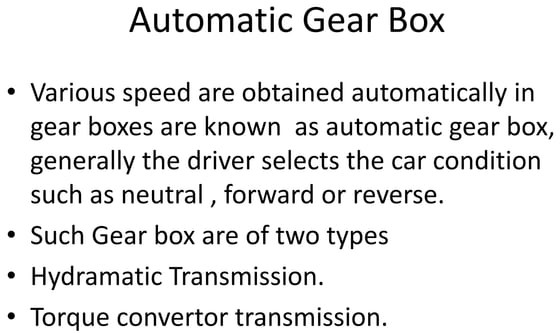 Automatic Gear Box
• Various speed are obtained automatically in
gear boxes are known  as automatic gear box,
generally the driver selects the car condition
such as neutral , forward or reverse.
• Such Gear box are of two types
• Hydramatic Transmission.
• Torque convertor transmission.